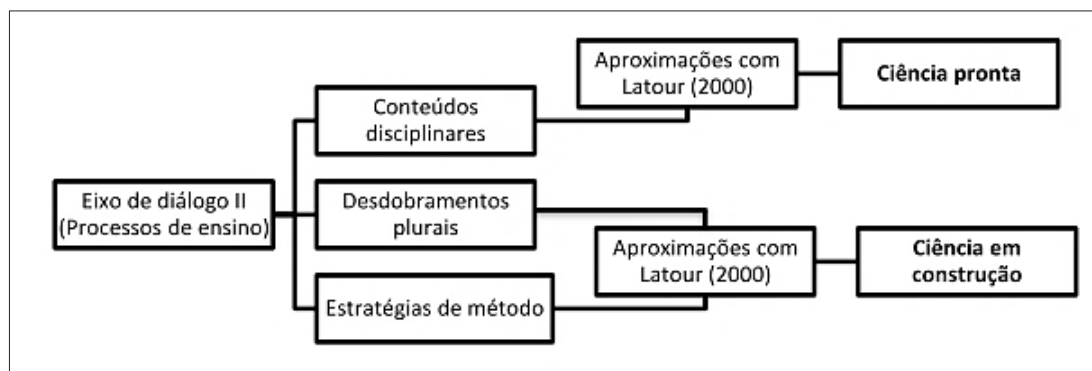 Aproximações com
Latour (2000)
Ciência pronta
Conteúdos
disciplinares
Eixo de diálogo II
(Processos de ensino)
Desdobramentos
plurais
Aproximações com
Latour (2000)
Ciência em
construção
Estratégias de método